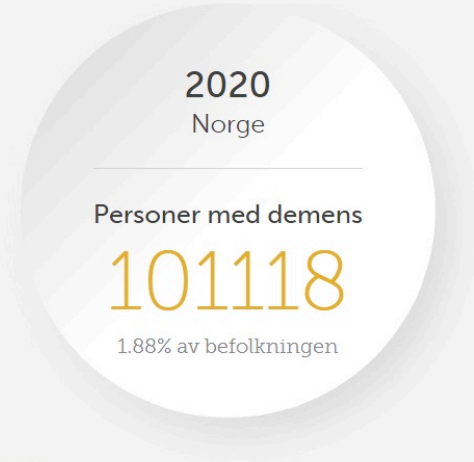 2020
Norge
Personer med demens
101118
1.88% av befolkningen